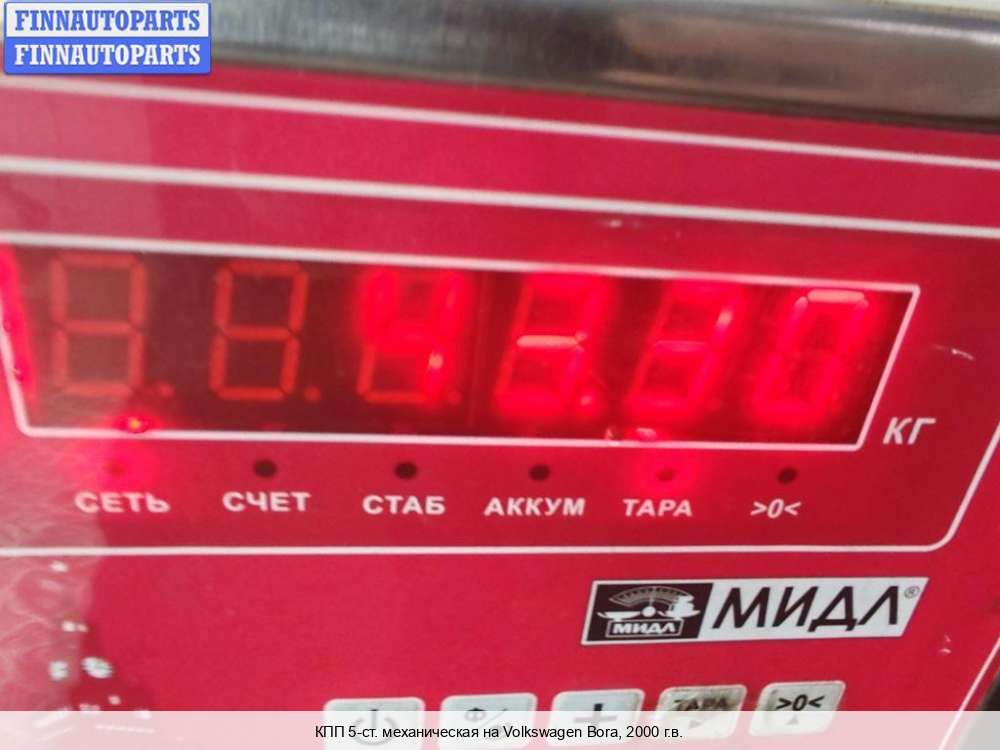 FINNAUTOPARTS
FINNAUTOPARTS
КГ
СЕТЬ СЧЕТ СТАБ АККУМ ТАРА >0<
МИДЛ МИДЛ®
ТАРА >0<
КПП 5-ст. механическая на Volkswagen Bora, 2000 г.в.